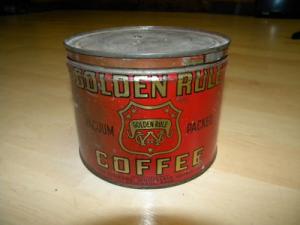 GOLDEN RULE
VACUUM PACKED
GOLDEN RULE
COFFEE